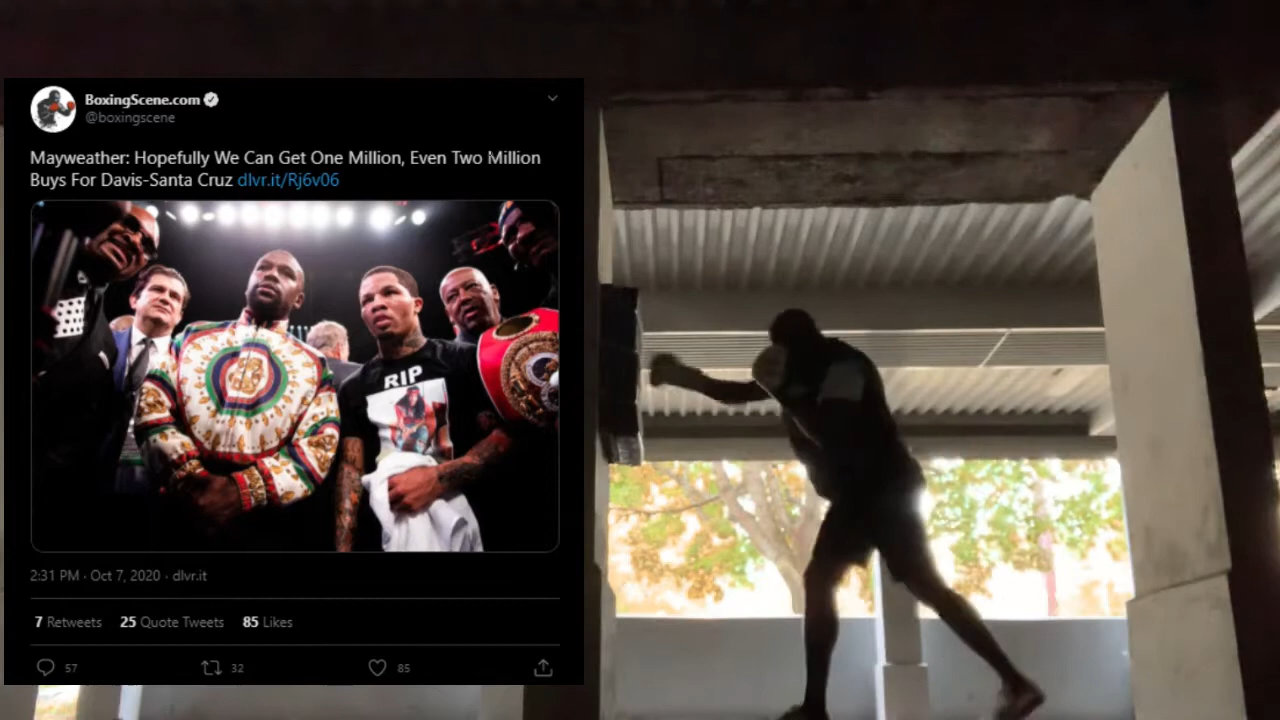 BoxingScene.com
@boxingscene
Mayweather: Hopefully We Can Get One Million, Even Two Million
Buys For Davis-Santa Cruz dlvr.it/Rj6v06
RIP
2:31 PM · Oct 7, 2020 · dlvr.it
7 Retweets 25 Quote Tweets 85 Likes
57 32 85